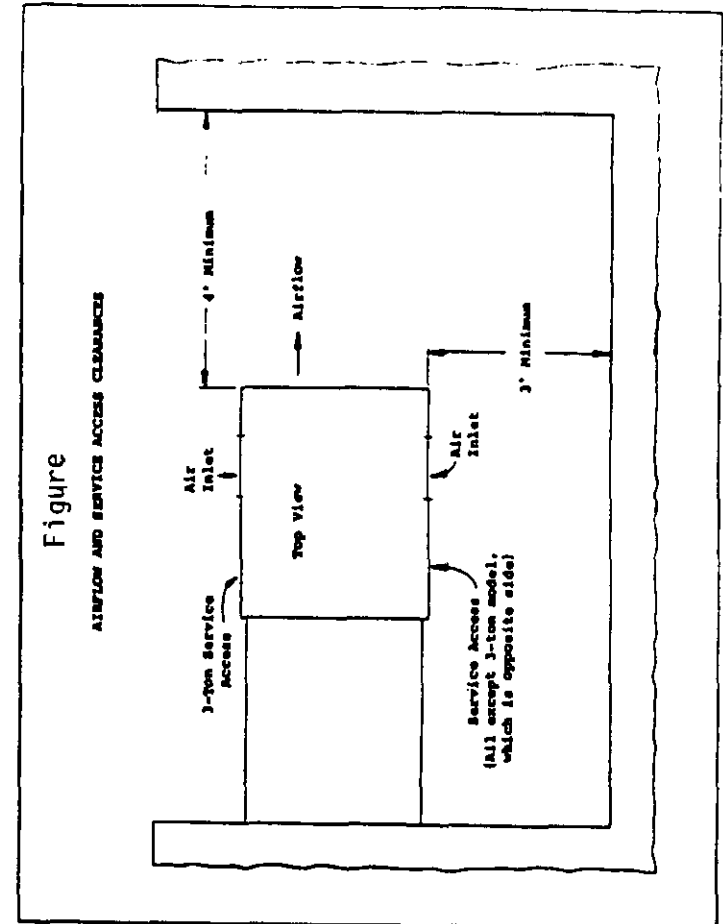 Figure
AIRFLOW AND SERVICE ACCESS CLEARANCES
3-Ton Service
Access
Air
Inlet
4' Minimum
Top View
Airflow
Service Access
(All except 3-ton model,
which is opposite side)
Air
Inlet
3' Minimum